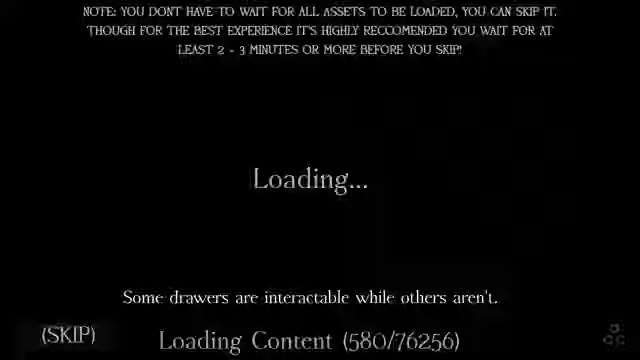 NOTE: YOU DONT HAVE TO WAIT FOR ALL ASSETS TO BE LOADED, YOU CAN SKIP IT.
THOUGH FOR THE BEST EXPERIENCE IT'S HIGHLY RECCOMENDED YOU WAIT FOR AT
LEAST 2 - 3 MINUTES OR MORE BEFORE YOU SKIP!
Loading...
Some drawers are interactable while others aren't.
(SKIP)
Loading Content (580/76256)